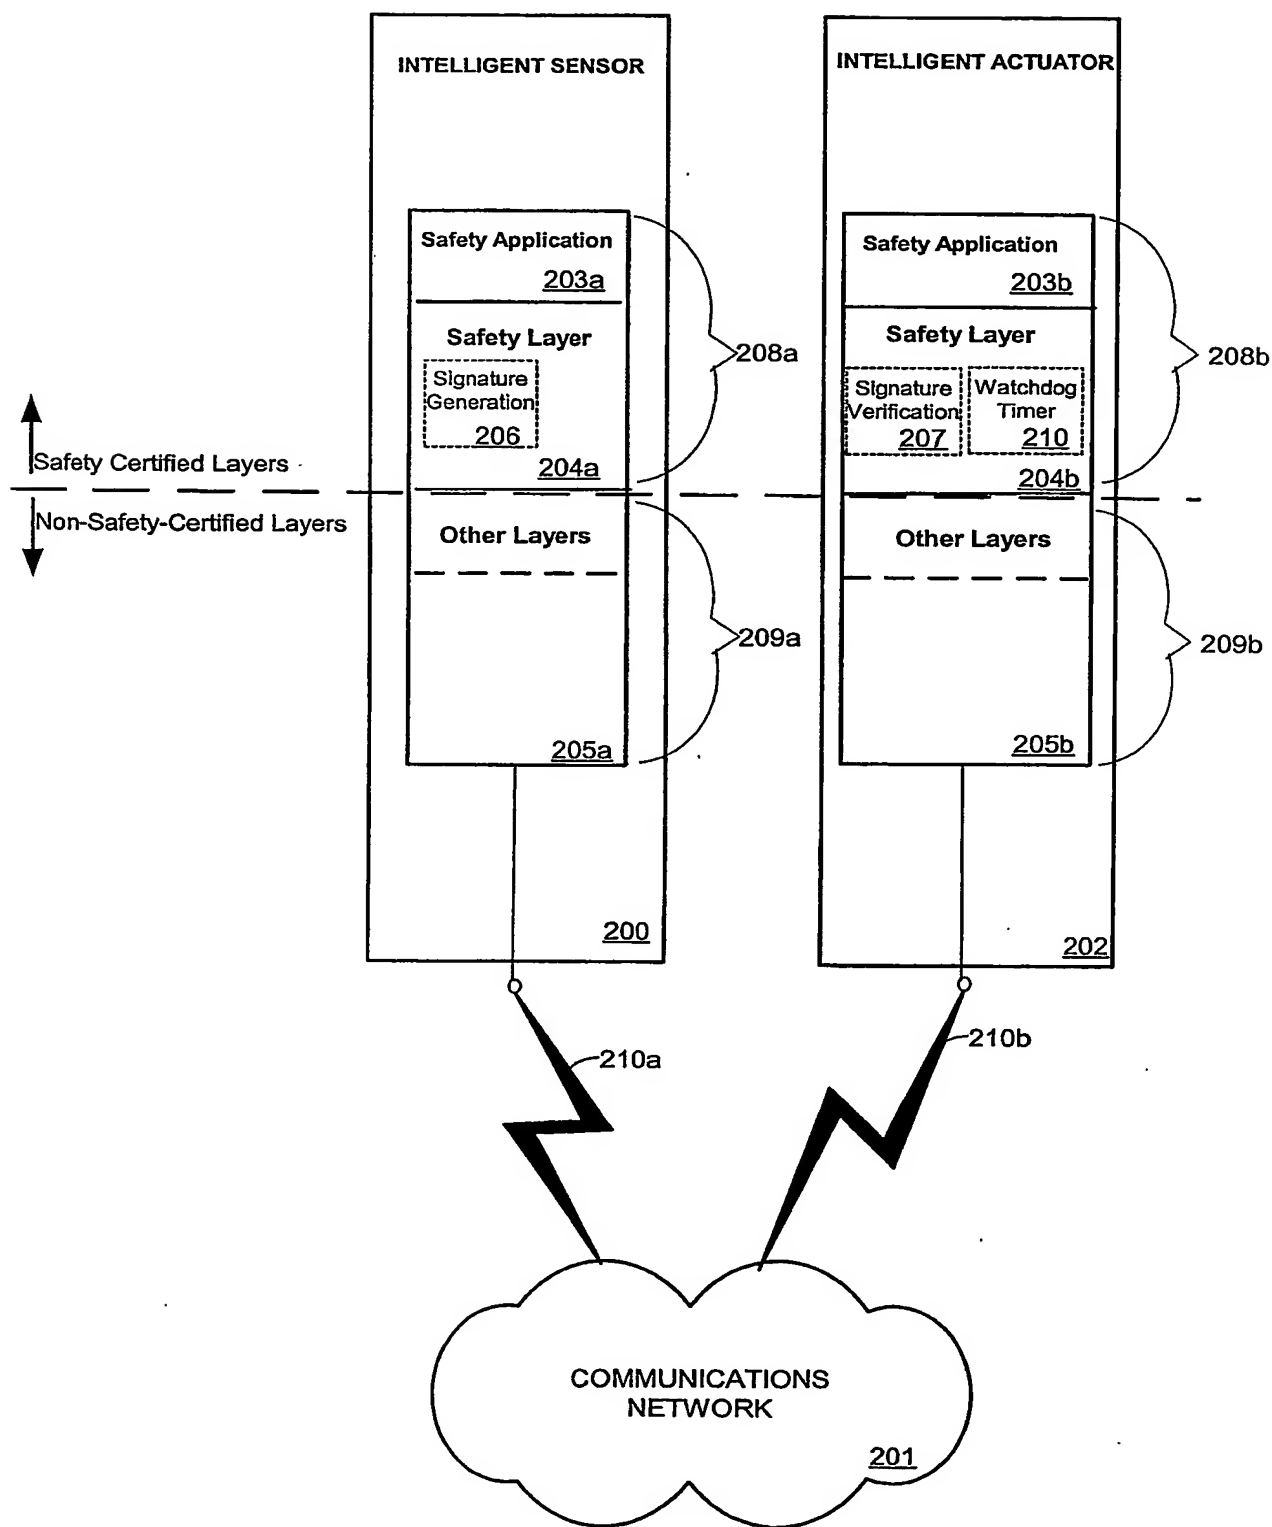 INTELLIGENT SENSOR
Safety Application
203a
Safety Layer
Signature
Generation
206
204a
Other Layers
205a
200
208a
209a
INTELLIGENT ACTUATOR
Safety Application
203b
Safety Layer
Signature
Verification
207
Watchdog
Timer
210
204b
Other Layers
205b
202
208b
209b
Safety Certified Layers
Non-Safety-Certified Layers
210a
210b
COMMUNICATIONS
NETWORK
201